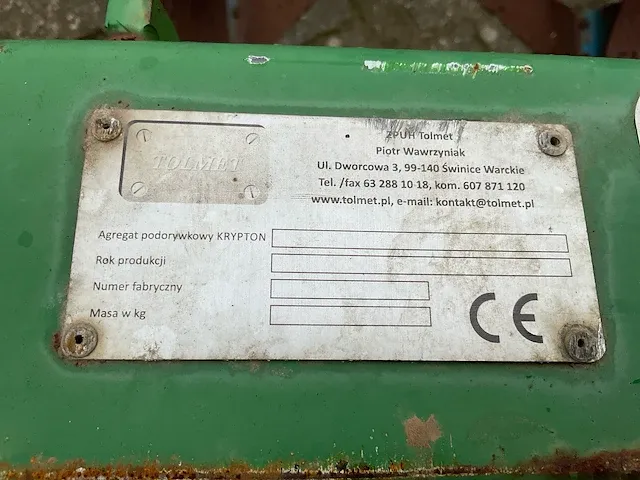 TOLMET
ZPUH Tolmet
Piotr Wawrzyniak
Ul. Dworcowa 3, 99-140 Świnice Warckie
Tel. /fax 63 288 10 18, kom. 607 871 120
www.tolmet.pl, e-mail: kontakt@tolmet.pl
Agregat podorywkowy KRYPTON
Rok produkcji
Numer fabryczny
Masa w kg
CE